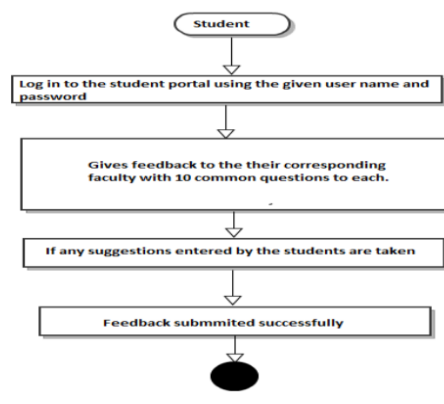 Student
Log in to the student portal using the given user name and
password
Gives feedback to the their corresponding
faculty with 10 common questions to each.
If any suggestions entered by the students are taken
Feedback submmited successfully